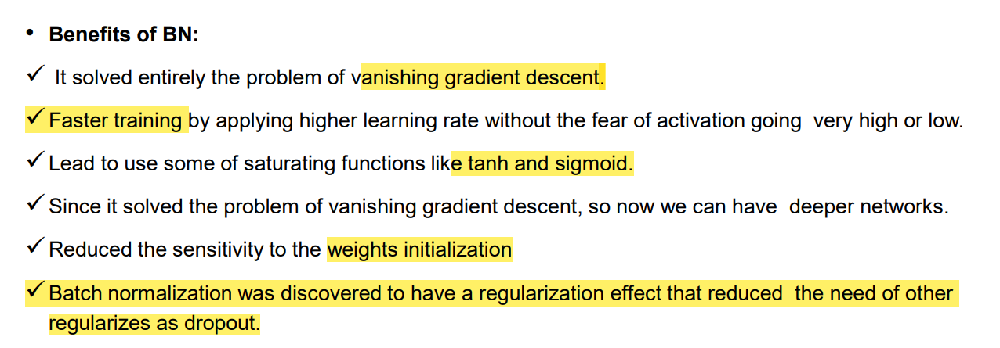 • Benefits of BN:
✓ It solved entirely the problem of vanishing gradient descent.
✓ Faster training by applying higher learning rate without the fear of activation going very high or low.
✓ Lead to use some of saturating functions like tanh and sigmoid.
✓ Since it solved the problem of vanishing gradient descent, so now we can have deeper networks.
✓ Reduced the sensitivity to the weights initialization
✓ Batch normalization was discovered to have a regularization effect that reduced the need of other
regularizes as dropout.